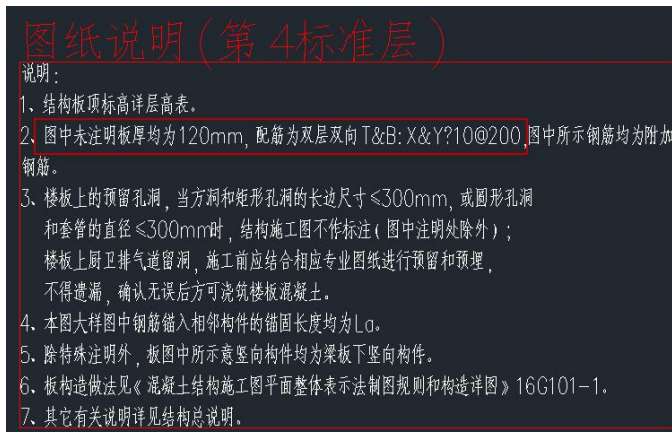 图纸说明(第4标准层)
说明：
1、结构板顶标高详层高表。
2、图中未注明板厚均为120mm, 配筋为双层双向T&B: X&Y?10@200,图中所示钢筋均为附加
钢筋。
3、楼板上的预留孔洞, 当方洞和矩形孔洞的长边尺寸≤300mm, 或圆形孔洞
和套管的直径≤300mm时, 结构施工图不作标注(图中注明处除外);
楼板上厨卫排气道留洞, 施工前应结合相应专业图纸进行预留和预埋,
不得遗漏, 确认无误后方可浇筑楼板混凝土。
4、本图大样图中钢筋锚入相邻构件的锚固长度均为La。
5、除特殊注明外, 板图中所示意竖向构件均为梁板下竖向构件。
6、板构造做法见《混凝土结构施工图平面整体表示法制图规则和构造详图》16G101-1。
7、其它有关说明详见结构总说明。